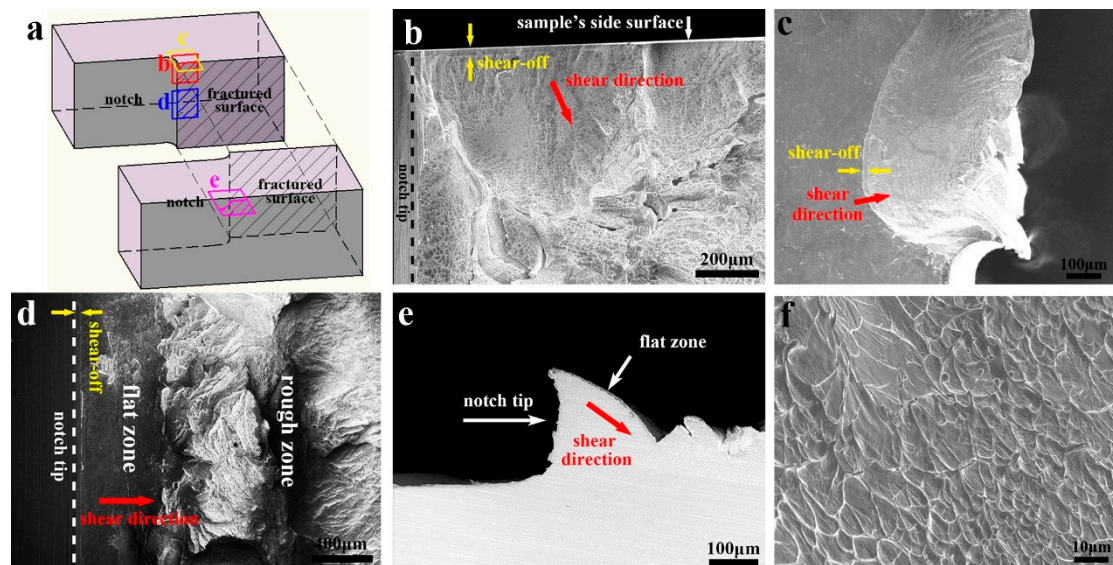 a
c
b
notch
d
fractured
surface
e
notch
fractured
surface
b
sample's side surface
shear-off
shear direction
notch tip
200μm
c
shear-off
shear
direction
100μm
d
shear-off
notch tip
flat zone
rough zone
shear direction
400μm
e
flat zone
notch tip
shear
direction
100μm
f
10μm